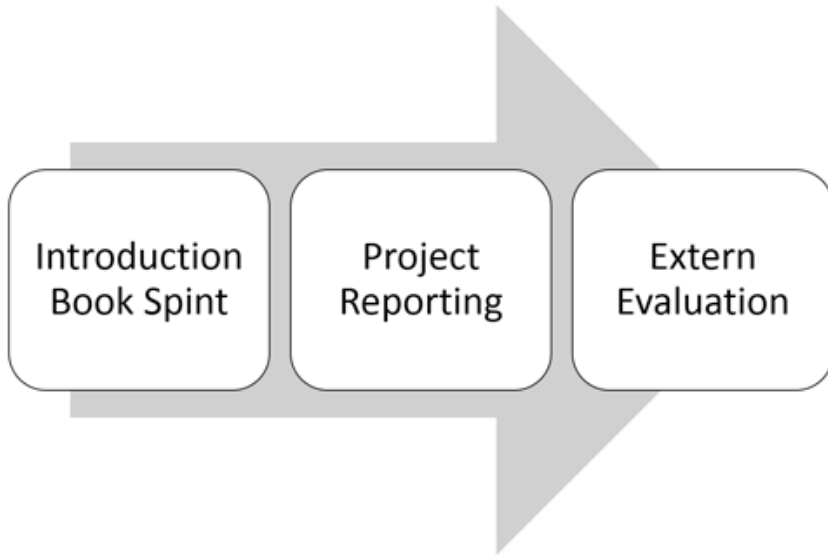 Introduction
Book Spint
Project
Reporting
Extern
Evaluation